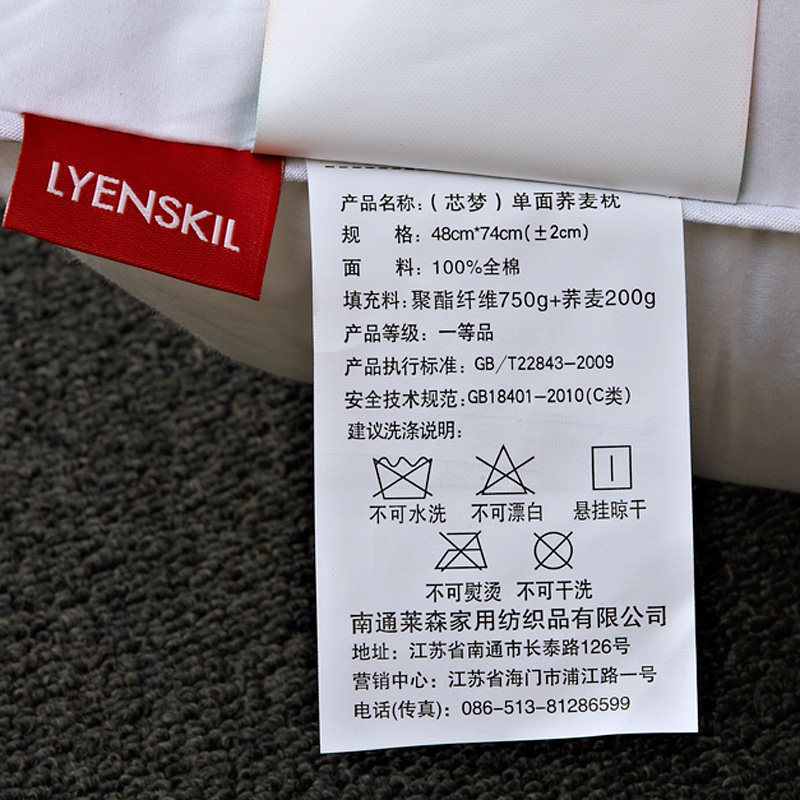 LYENSKIL
产品名称:(芯梦)单面荞麦枕
规 格: 48cm*74cm(±2cm)
面 料: 100%全棉
填充料:聚酯纤维750g+荞麦200g
产品等级: 一等品
产品执行标准: GB/T22843-2009
安全技术规范:GB18401-2010(C类)
建议洗涤说明:
不可水洗 不可漂白 悬挂晾干
不可熨烫 不可干洗
南通莱森家用纺织品有限公司
地址: 江苏省南通市长泰路126号
营销中心: 江苏省海门市浦江路一号
电话(传真): 086-513-81286599